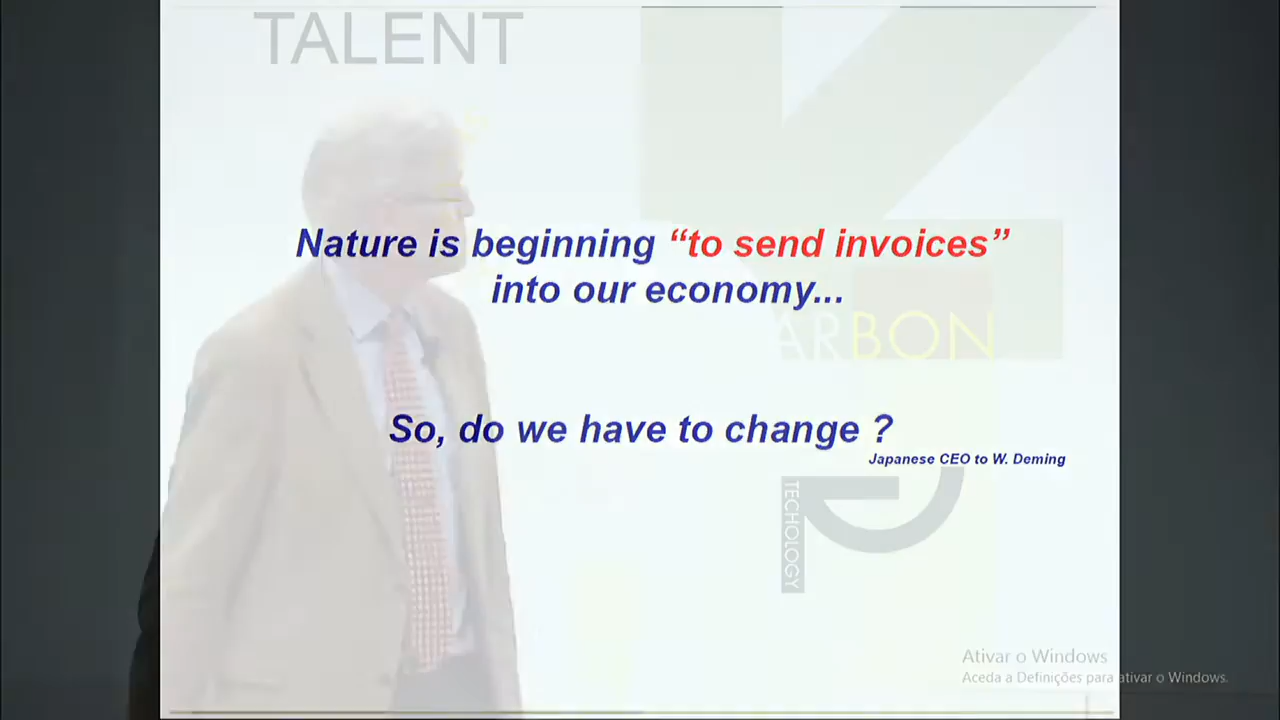 TALENT
Nature is beginning “to send invoices”
into our economy...
ARBON
So, do we have to change ?
Japanese CEO to W. Deming
TECHOLOGY
Ativar o Windows
Aceda a Definições para ativar o Windows.